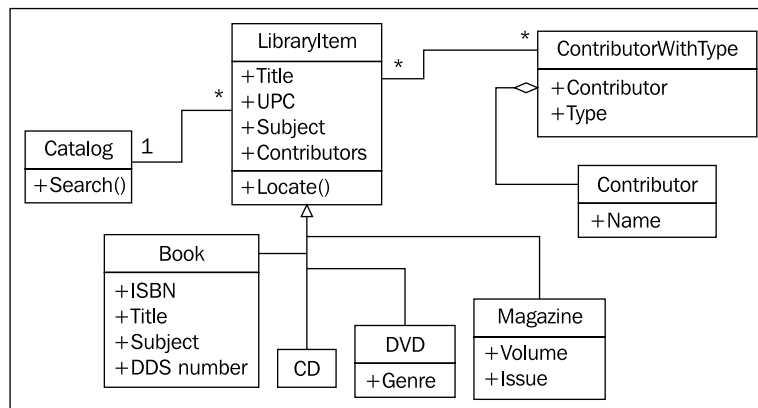 LibraryItem
+Title
+UPC
+Subject
+Contributors
+Locate()
*
*
ContributorWithType
+Contributor
+Type
*
1
Catalog
+Search()
Contributor
+Name
Book
+ISBN
+Title
+Subject
+DDS number
CD
DVD
+Genre
Magazine
+Volume
+Issue